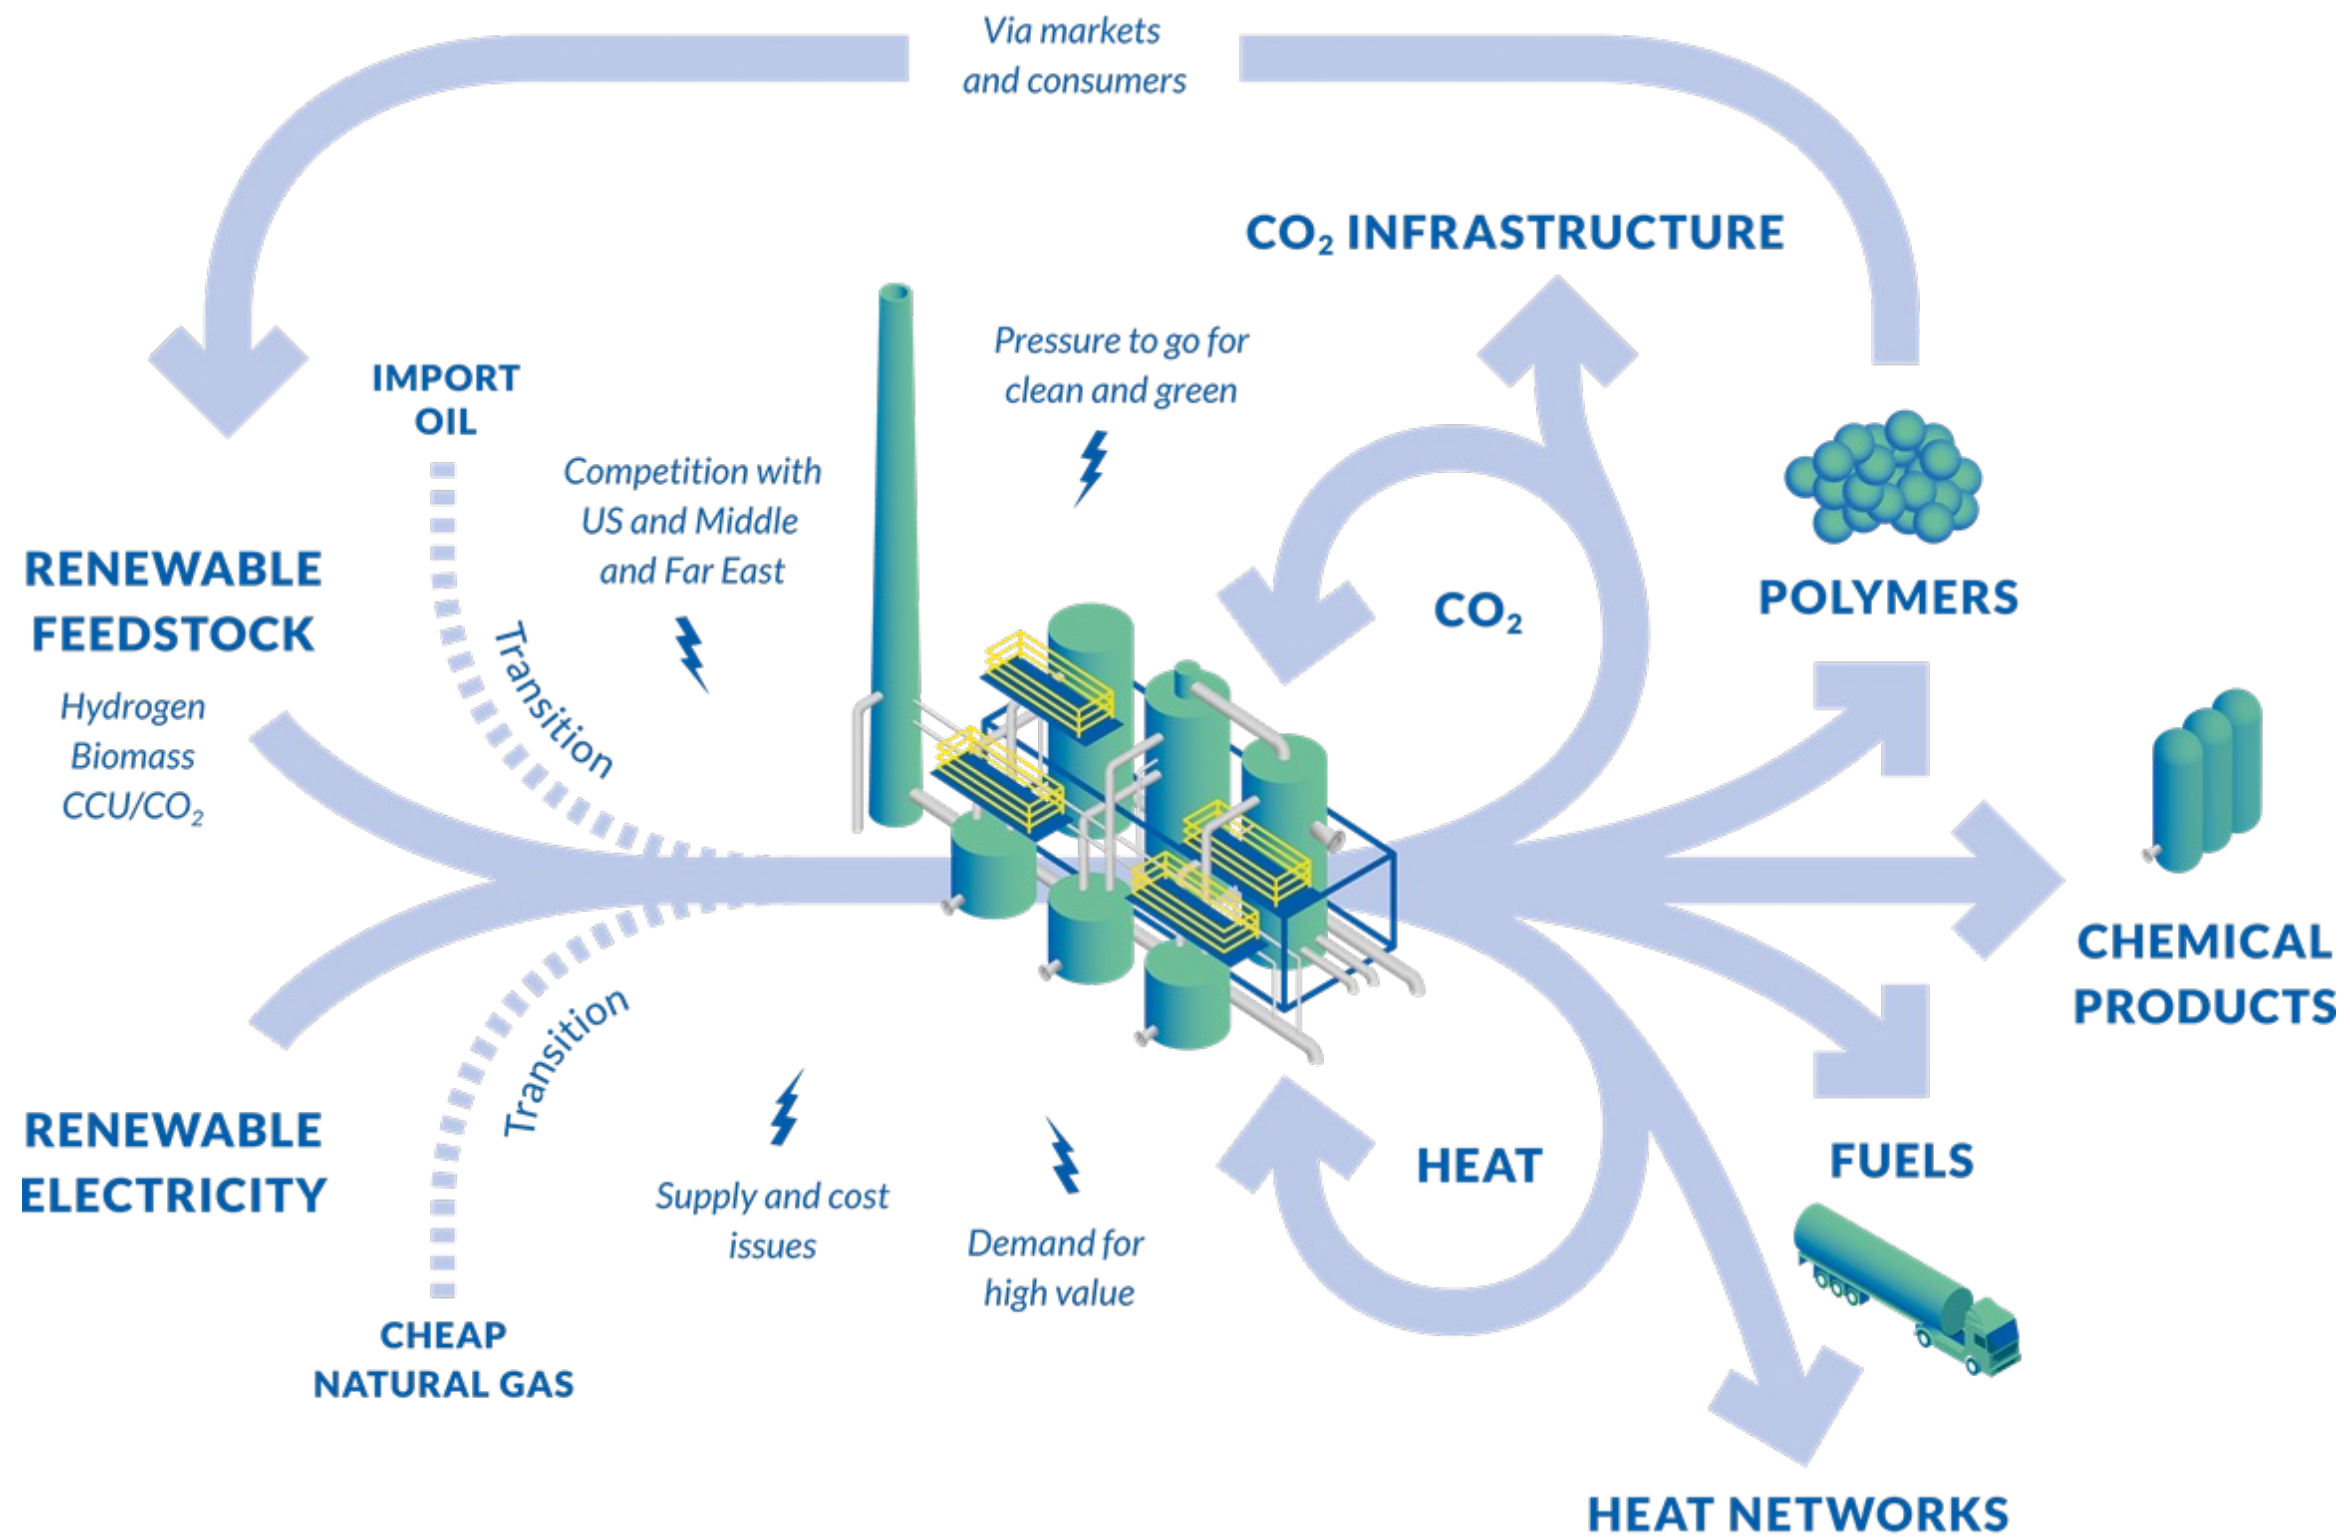 Via markets
and consumers
CO₂ INFRASTRUCTURE
Pressure to go for
clean and green
IMPORT
OIL
Competition with
US and Middle
and Far East
RENEWABLE
FEEDSTOCK
Hydrogen
Biomass
CCU/CO₂
Transition
CO₂
POLYMERS
CHEMICAL
PRODUCTS
Transition
RENEWABLE
ELECTRICITY
Supply and cost
issues
Demand for
high value
HEAT
FUELS
CHEAP
NATURAL GAS
HEAT NETWORKS